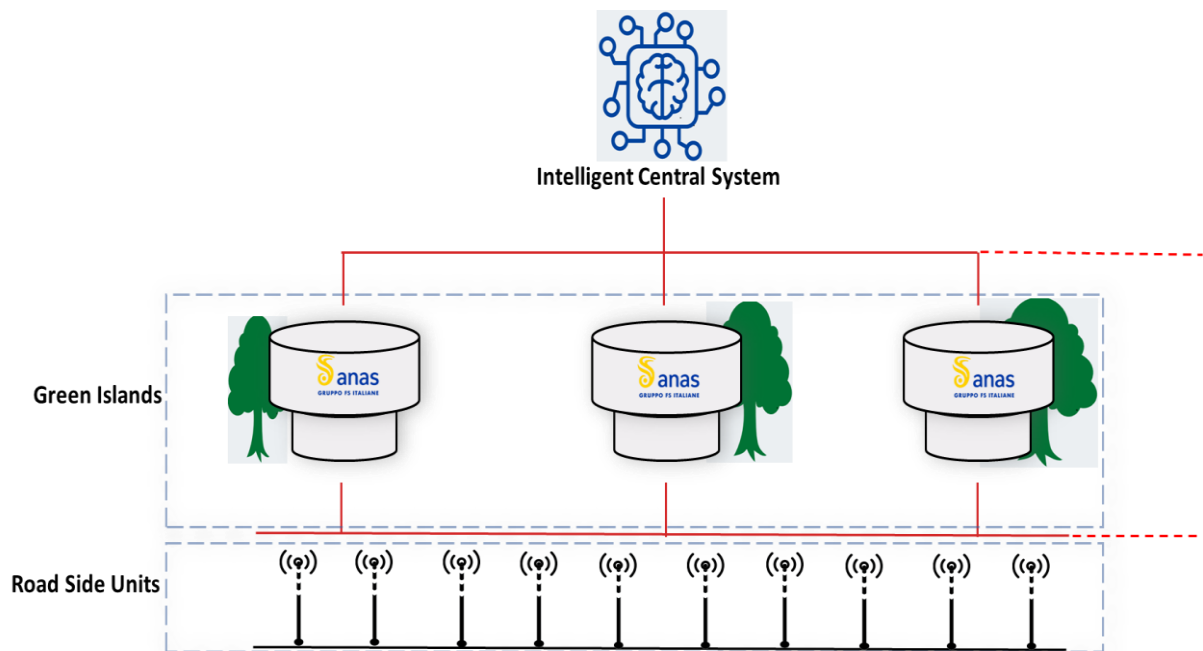 Intelligent Central System
Green Islands
anas
GRUPPO FS ITALIANE
anas
GRUPPO FS ITALIANE
anas
GRUPPO FS ITALIANE
Road Side Units